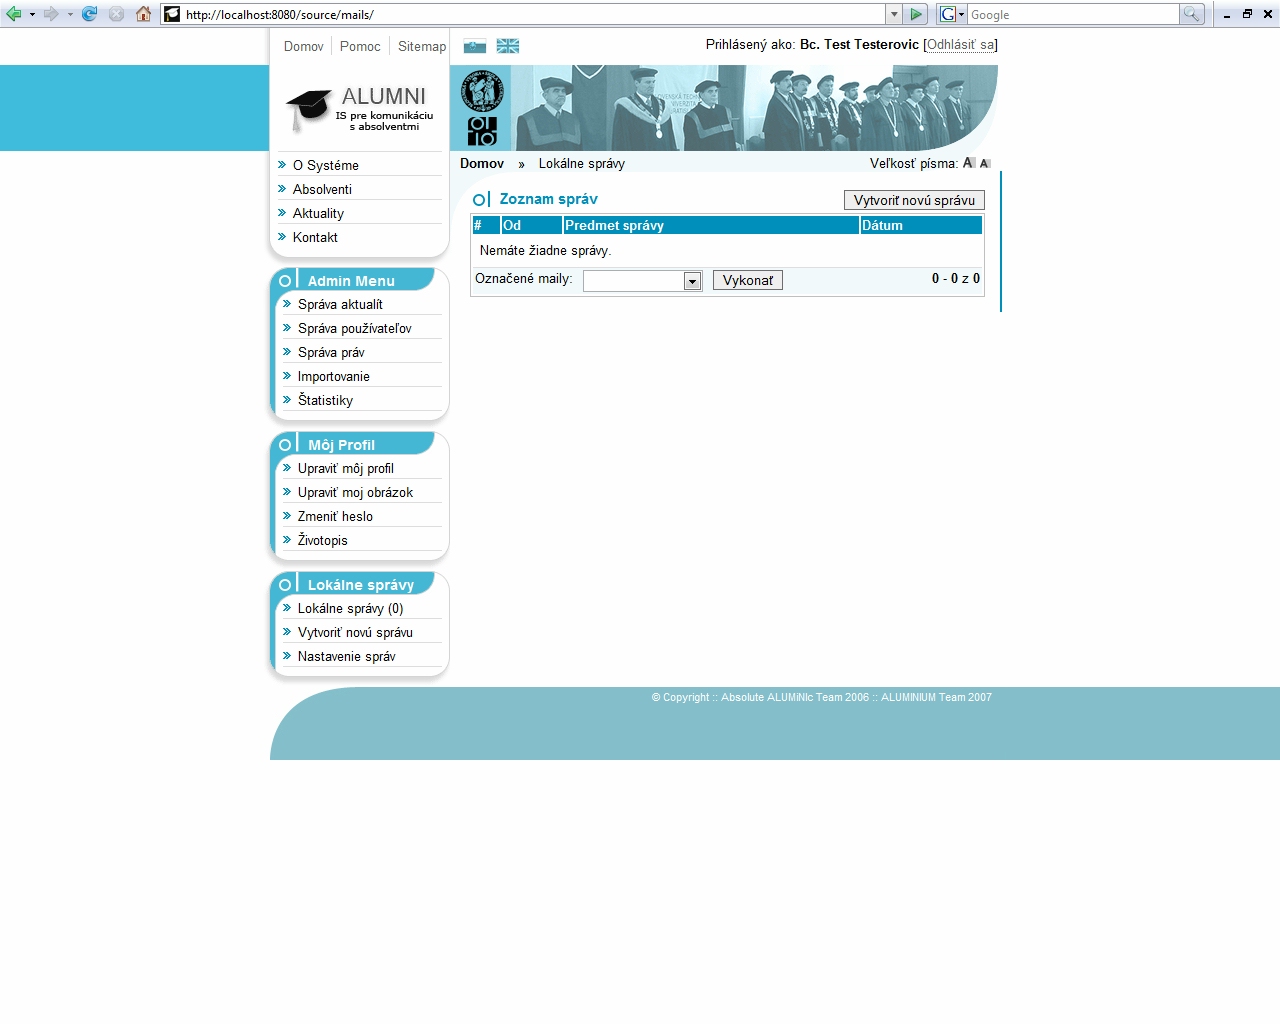 http://localhost:8080/source/mails/
Google
Domov Pomoc Sitemap
Prihlásený ako: Bc. Test Testerovic [Odhlásiť sa]
ALUMNI
IS pre komunikáciu
s absolventmi
Domov » Lokálne správy
Veľkosť písma: A A
O Systéme
Absolventi
Aktuality
Kontakt
Zoznam správ
Vytvoriť novú správu
# Od Predmet správy Dátum
Nemáte žiadne správy.
Označené maily: Vykonať 0 - 0 z 0
Admin Menu
Správa aktualít
Správa používateľov
Správa práv
Importovanie
Štatistiky
Môj Profil
Upraviť môj profil
Upraviť moj obrázok
Zmeniť heslo
Životopis
Lokálne správy
Lokálne správy (0)
Vytvoriť novú správu
Nastavenie správ
© Copyright :: Absolute ALUMiNIc Team 2006 :: ALUMINIUM Team 2007